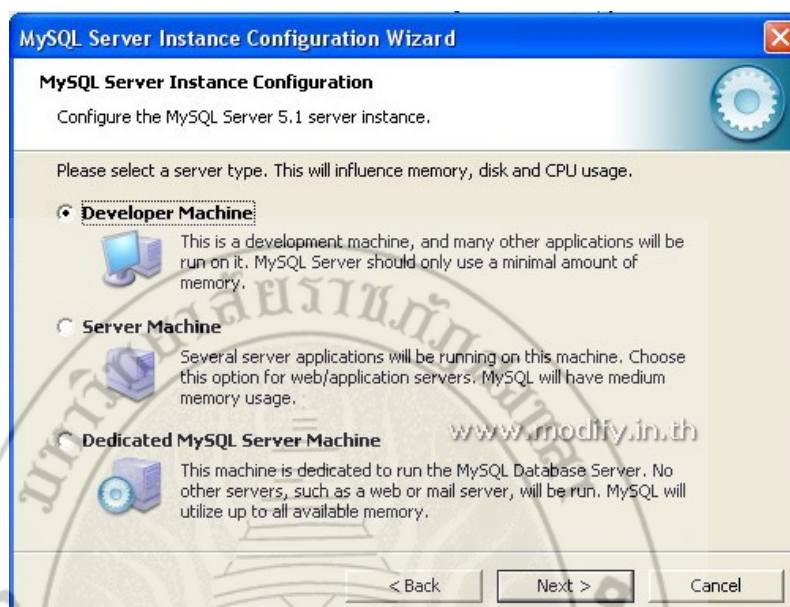 MySQL Server Instance Configuration Wizard
MySQL Server Instance Configuration
Configure the MySQL Server 5.1 server instance.
Please select a server type. This will influence memory, disk and CPU usage.
Developer Machine
This is a development machine, and many other applications will be
run on it. MySQL Server should only use a minimal amount of
memory.
Server Machine
Several server applications will be running on this machine. Choose
this option for web/application servers. MySQL will have medium
memory usage.
Dedicated MySQL Server Machine
www.modify.in.th
This machine is dedicated to run the MySQL Database Server. No
other servers, such as a web or mail server, will be run. MySQL will
utilize up to all available memory.
< Back
Next >
Cancel